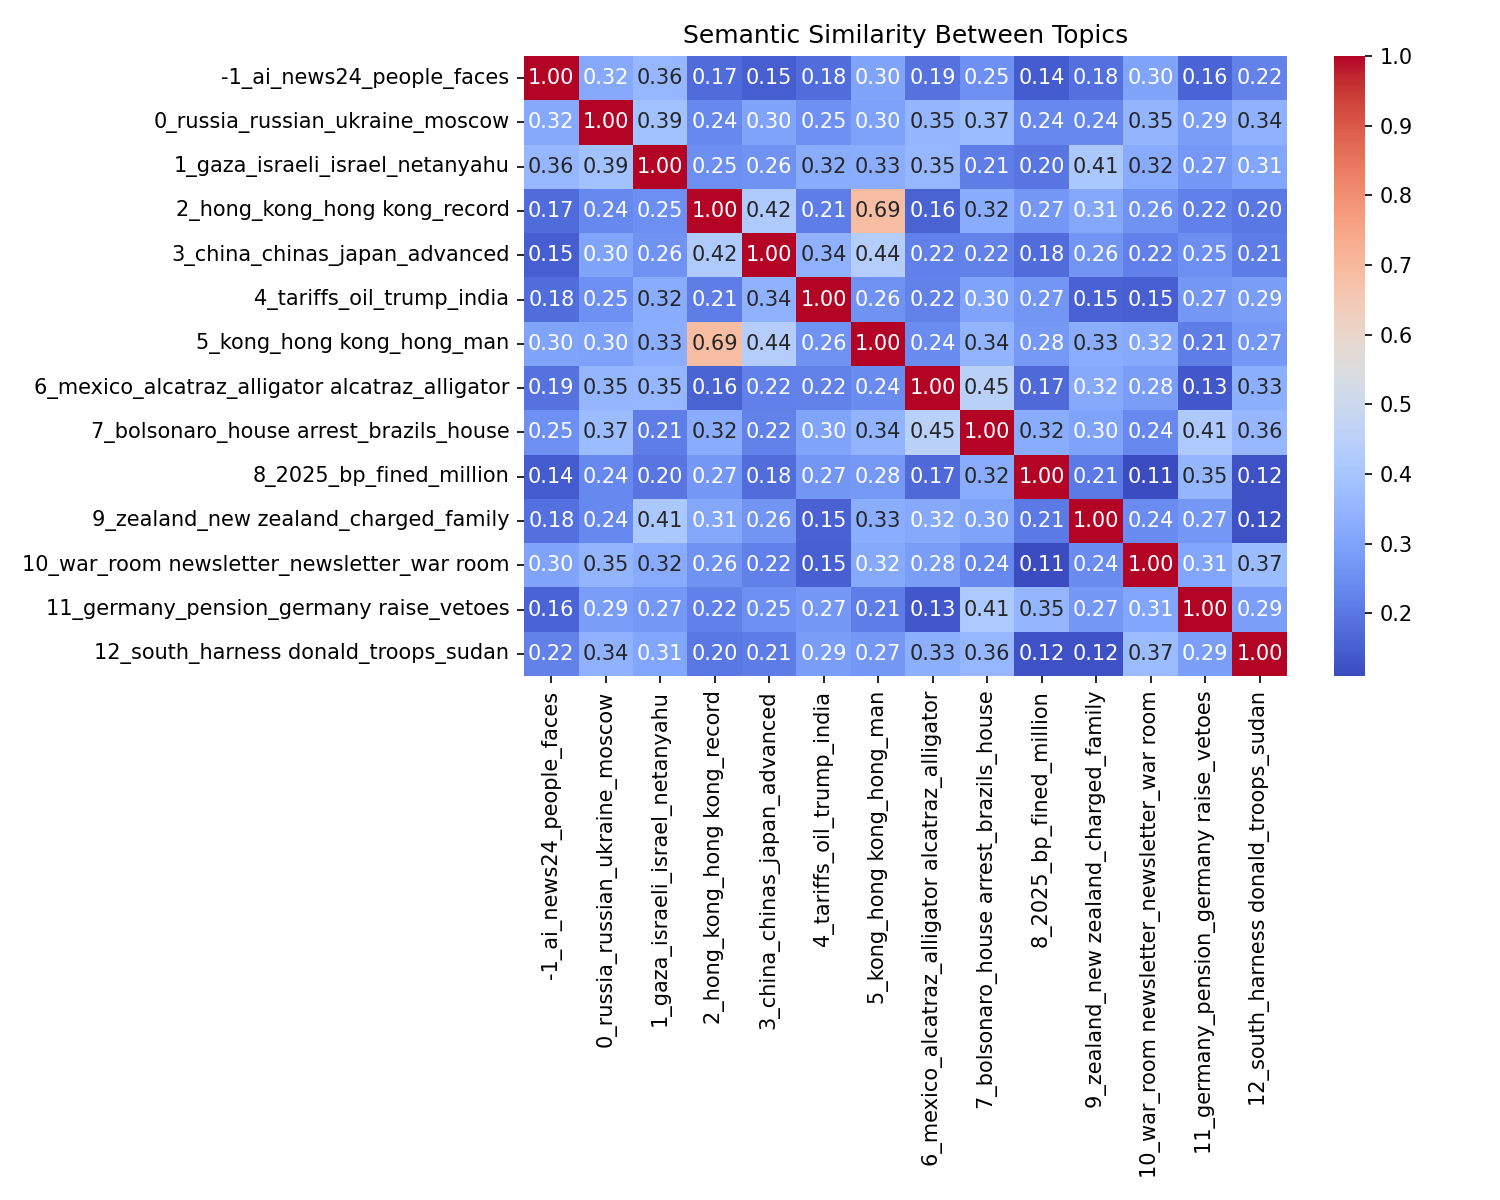 Semantic Similarity Between Topics
-1_ai_news24_people_faces 1.00 0.32 0.36 0.17 0.15 0.18 0.30 0.19 0.25 0.14 0.18 0.30 0.16 0.22
0_russia_russian_ukraine_moscow 0.32 1.00 0.39 0.24 0.30 0.25 0.30 0.35 0.37 0.24 0.24 0.35 0.29 0.34
1_gaza_israeli_israel_netanyahu 0.36 0.39 1.00 0.25 0.26 0.32 0.33 0.35 0.21 0.20 0.41 0.32 0.27 0.31
2_hong_kong_hong kong_record 0.17 0.24 0.25 1.00 0.42 0.21 0.69 0.16 0.32 0.27 0.31 0.26 0.22 0.20
3_china_chinas_japan_advanced 0.15 0.30 0.26 0.42 1.00 0.34 0.44 0.22 0.22 0.18 0.26 0.22 0.25 0.21
4_tariffs_oil_trump_india 0.18 0.25 0.32 0.21 0.34 1.00 0.26 0.22 0.30 0.27 0.15 0.15 0.27 0.29
5_kong_hong kong_hong_man 0.30 0.30 0.33 0.69 0.44 0.26 1.00 0.24 0.34 0.28 0.33 0.32 0.21 0.27
6_mexico_alcatraz_alligator alcatraz_alligator 0.19 0.35 0.35 0.16 0.22 0.22 0.24 1.00 0.45 0.17 0.32 0.28 0.13 0.33
7_bolsonaro_house arrest_brazils_house 0.25 0.37 0.21 0.32 0.22 0.30 0.34 0.45 1.00 0.32 0.30 0.24 0.41 0.36
8_2025_bp_fined_million 0.14 0.24 0.20 0.27 0.18 0.27 0.28 0.17 0.32 1.00 0.21 0.11 0.35 0.12
9_zealand_new zealand_charged_family 0.18 0.24 0.41 0.31 0.26 0.15 0.33 0.32 0.30 0.21 1.00 0.24 0.27 0.12
10_war_room newsletter_newsletter_war room 0.30 0.35 0.32 0.26 0.22 0.15 0.32 0.28 0.24 0.11 0.24 1.00 0.31 0.37
11_germany_pension_germany raise_vetoes 0.16 0.29 0.27 0.22 0.25 0.27 0.21 0.13 0.41 0.35 0.27 0.31 1.00 0.29
12_south_harness donald_troops_sudan 0.22 0.34 0.31 0.20 0.21 0.29 0.27 0.33 0.36 0.12 0.12 0.37 0.29 1.00
-1_ai_news24_people_faces
0_russia_russian_ukraine_moscow
1_gaza_israeli_israel_netanyahu
2_hong_kong_hong kong_record
3_china_chinas_japan_advanced
4_tariffs_oil_trump_india
5_kong_hong kong_hong_man
6_mexico_alcatraz_alligator alcatraz_alligator
7_bolsonaro_house arrest_brazils_house
8_2025_bp_fined_million
9_zealand_new zealand_charged_family
10_war_room newsletter_newsletter_war room
11_germany_pension_germany raise_vetoes
12_south_harness donald_troops_sudan
1.0
0.9
0.8
0.7
0.6
0.5
0.4
0.3
0.2